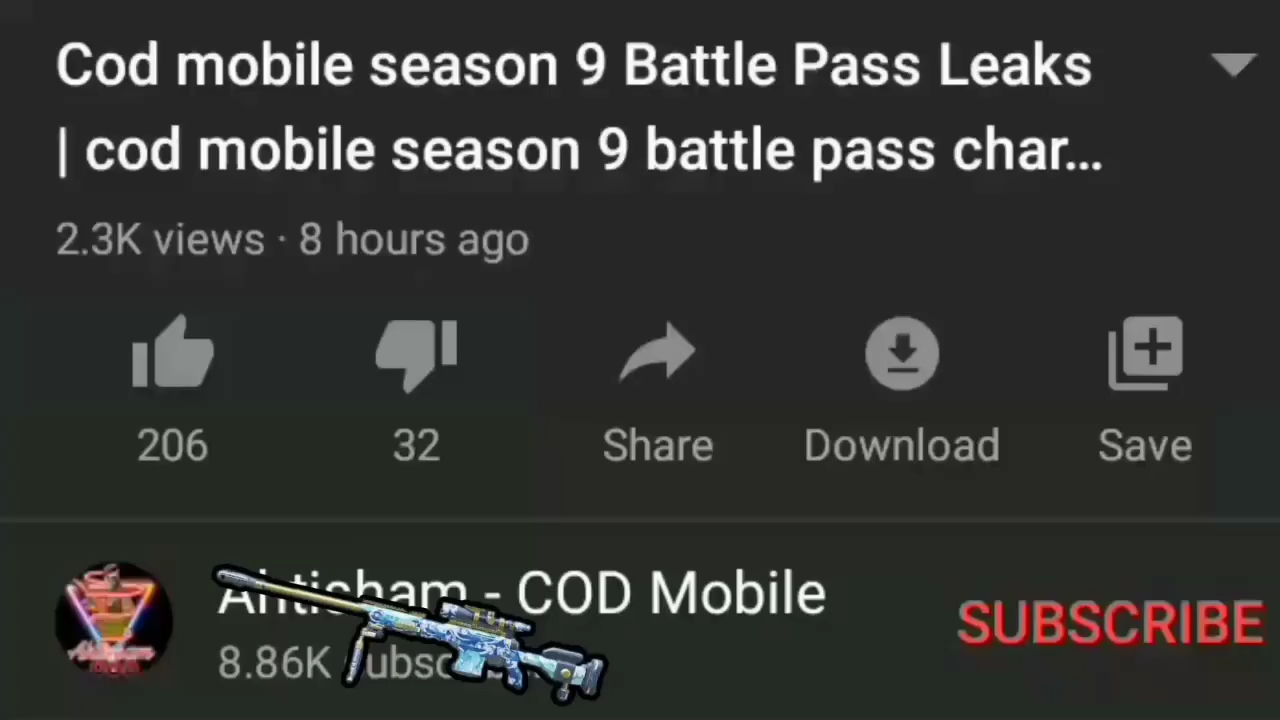 Cod mobile season 9 Battle Pass Leaks
| cod mobile season 9 battle pass char...
2.3K views · 8 hours ago
206 32 Share Download Save
Ahtisham - COD Mobile
8.86K
SUBSCRIBE